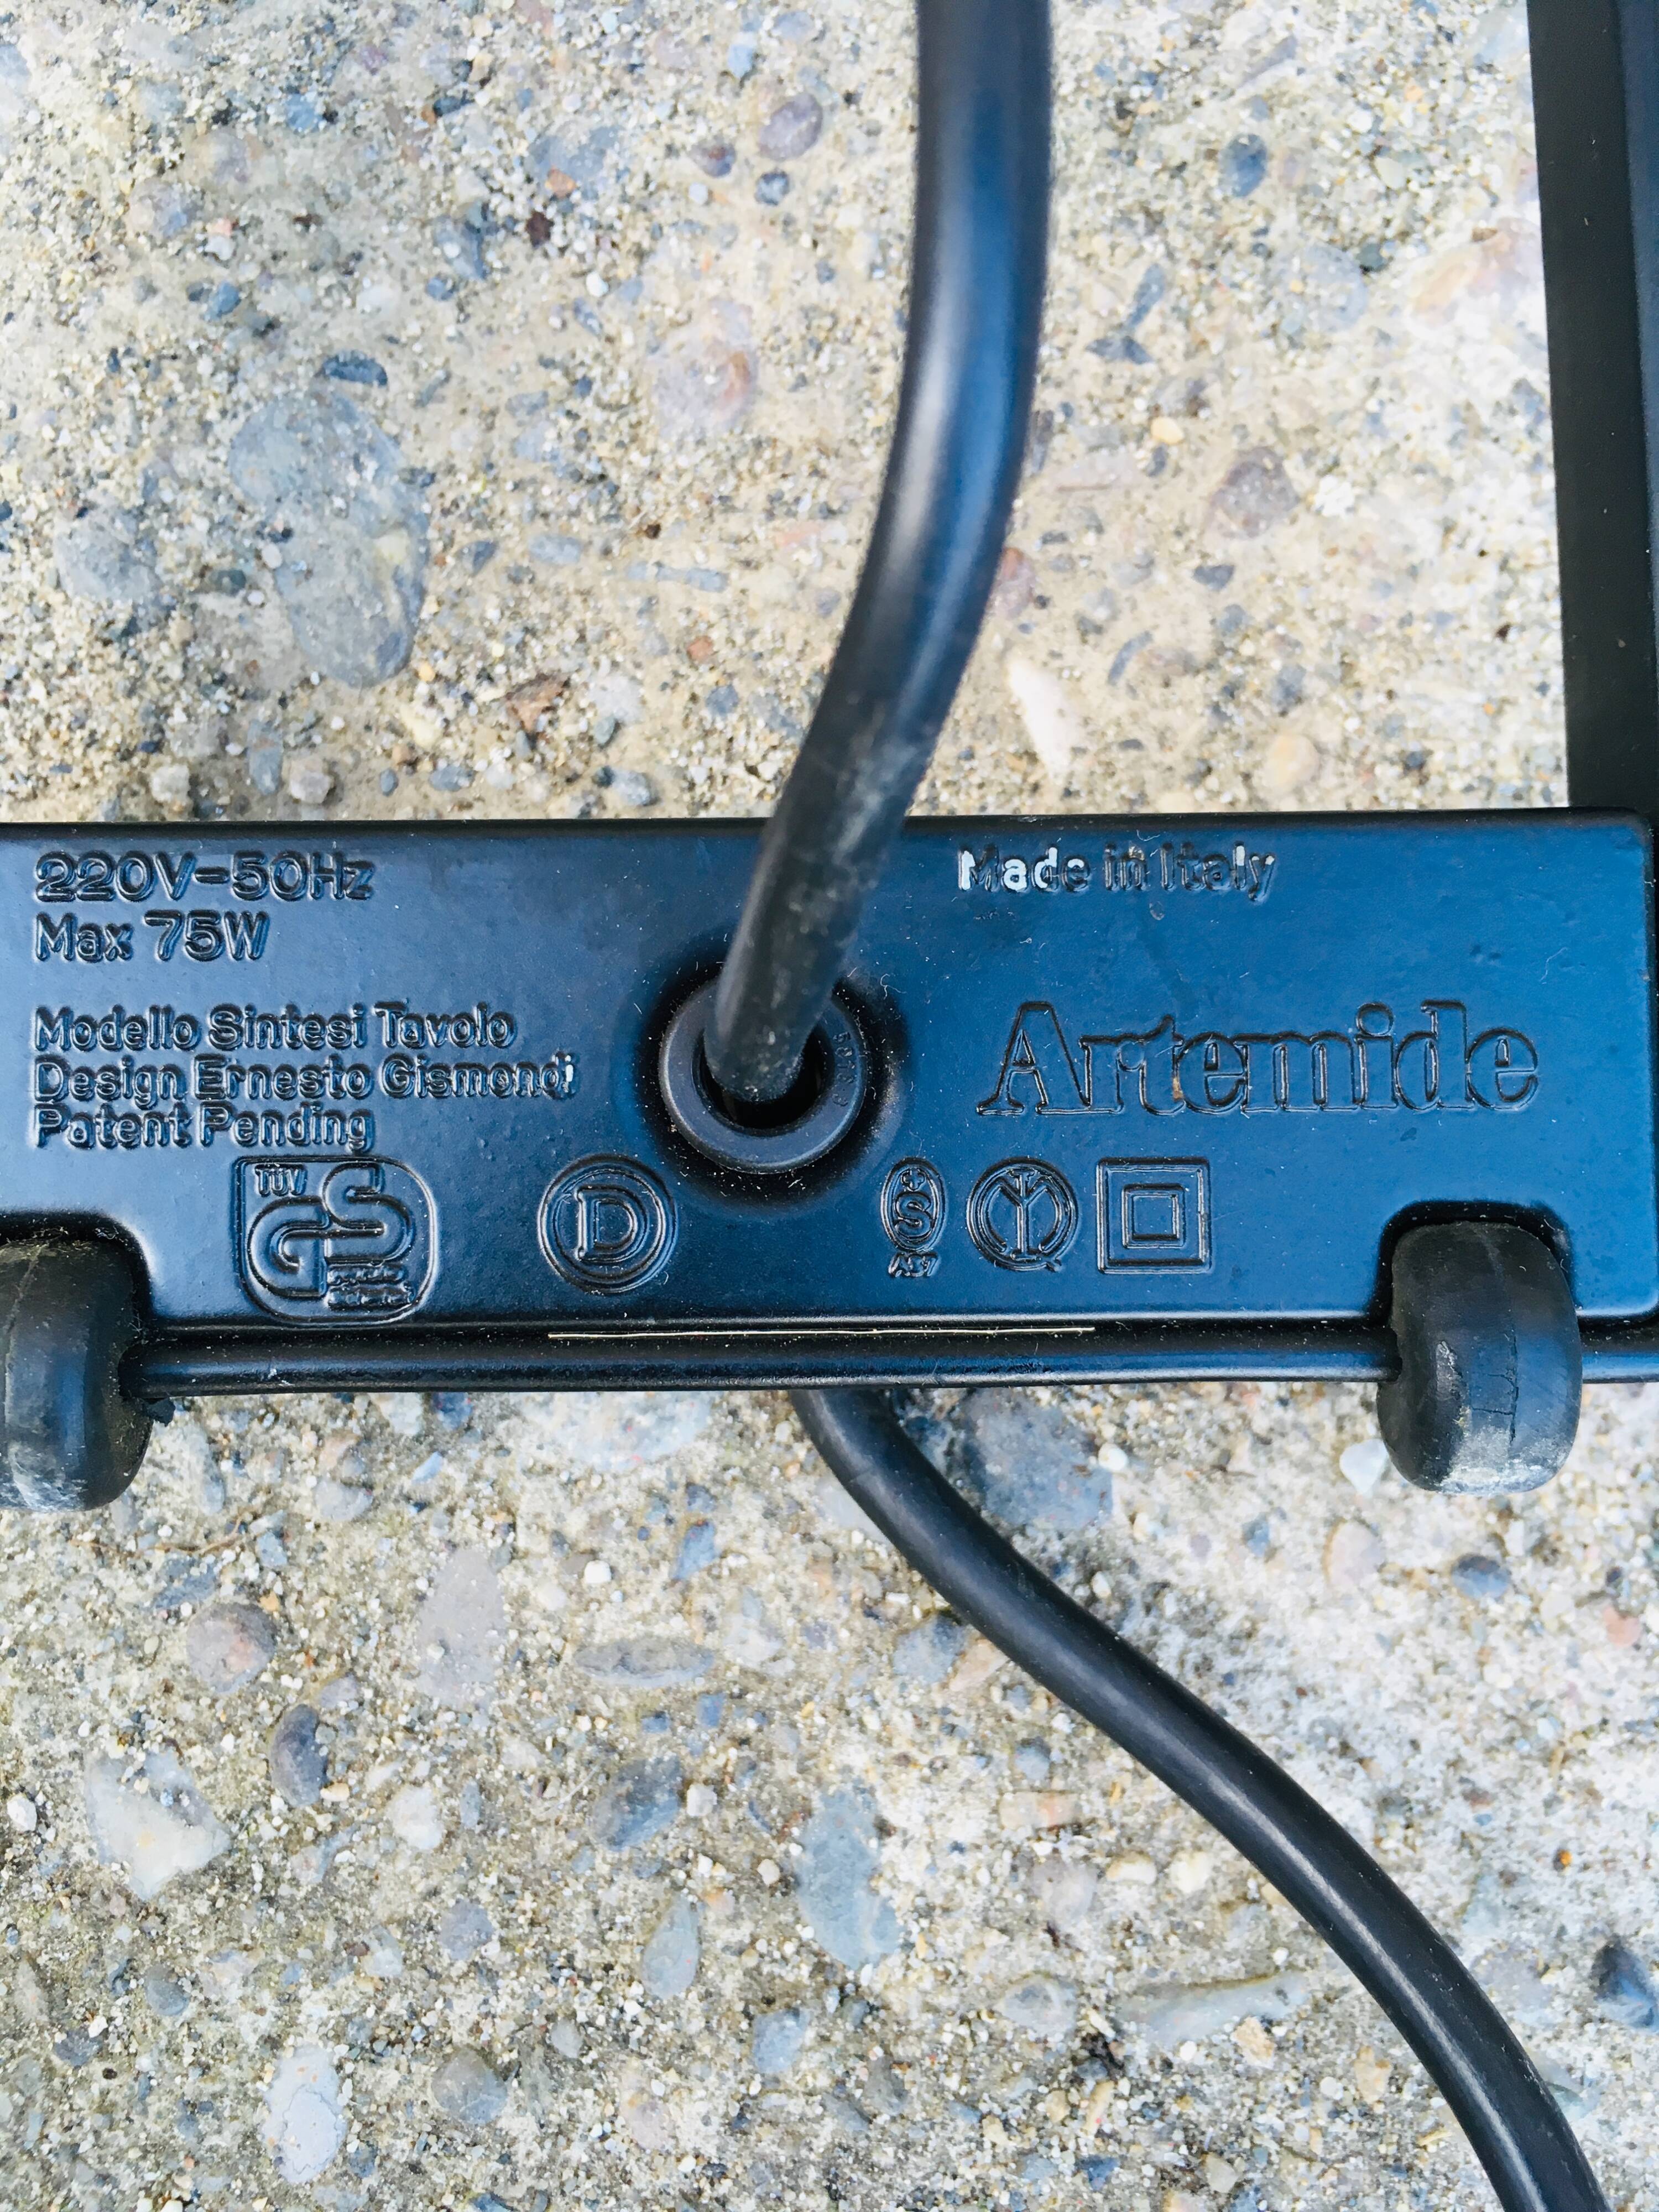 220V-50Hz
Max 75W
Made in Italy
Modello Sintesi Tavolo
Design Ernesto Gismondi
Patent Pending
Artemide
TÜV
GS
D
+S